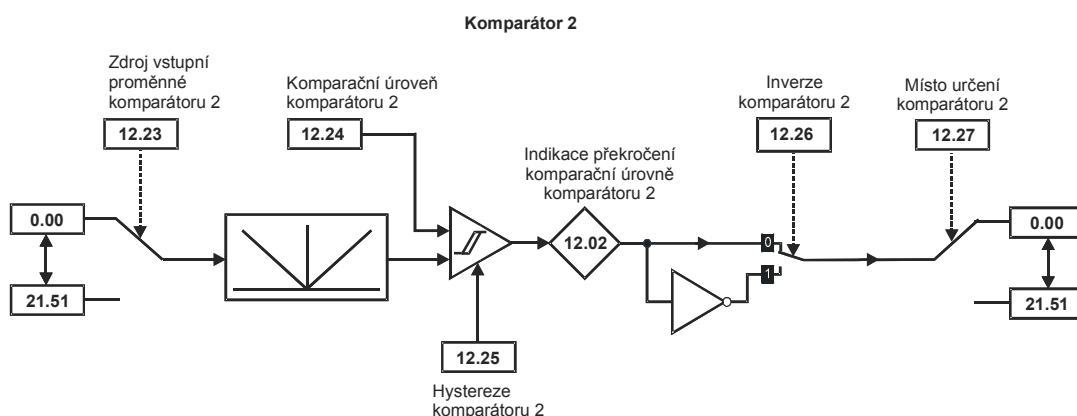 Komparátor 2
Zdroj vstupní
proměnné
komparátoru 2
12.23
Komparační úroveň
komparátoru 2
12.24
Indikace překročení
komparační úrovně
komparátoru 2
12.02
Inverze
komparátoru 2
12.26
Místo určení
komparátoru 2
12.27
0.00
21.51
12.25
Hystereze
komparátoru 2
0
1
0.00
21.51